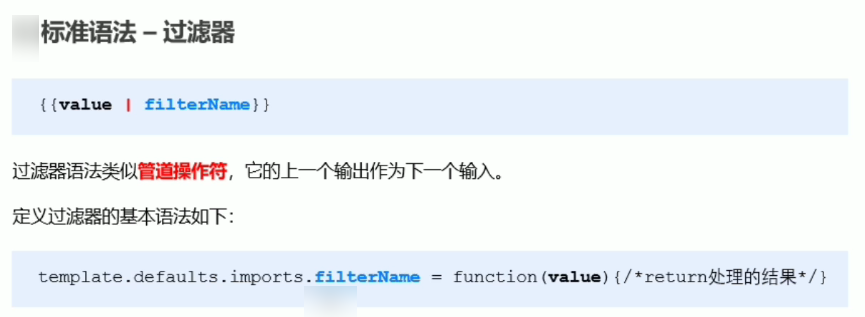 标准语法 – 过滤器
{{value | filterName}}
过滤器语法类似管道操作符，它的上一个输出作为下一个输入。
定义过滤器的基本语法如下：
template.defaults.imports.filterName = function(value){/*return处理的结果*/}